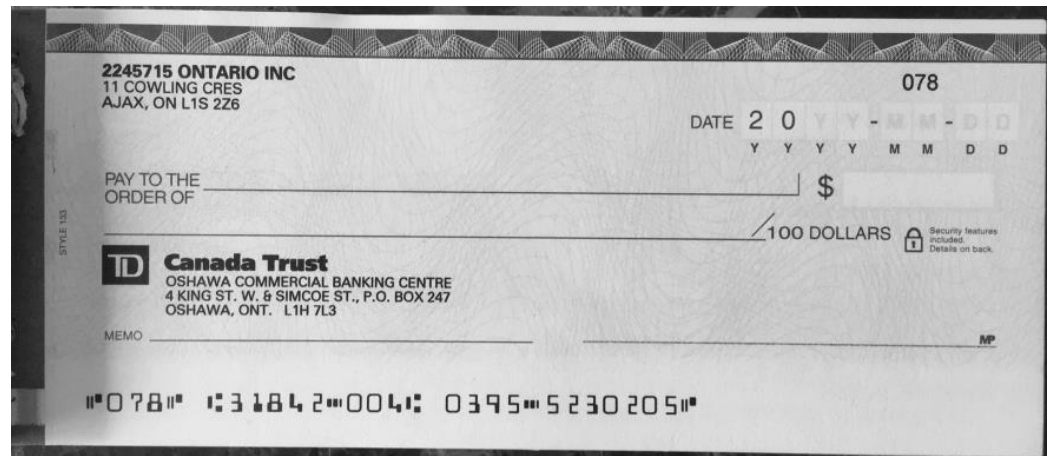 2245715 ONTARIO INC
11 COWLING CRES
AJAX, ON L1S 2Z6
078
DATE 2 0 Y Y - M M - D D
Y Y Y Y M M D D
PAY TO THE
ORDER OF
$
/100 DOLLARS
Security features
included.
Details on back.
STYLE 133
TD Canada Trust
OSHAWA COMMERCIAL BANKING CENTRE
4 KING ST. W. & SIMCOE ST., P.O. BOX 247
OSHAWA, ONT. L1H 7L3
MEMO
MP
⑈078⑈ ⑆31842⑉004⑆ 0395⑉5230205⑈